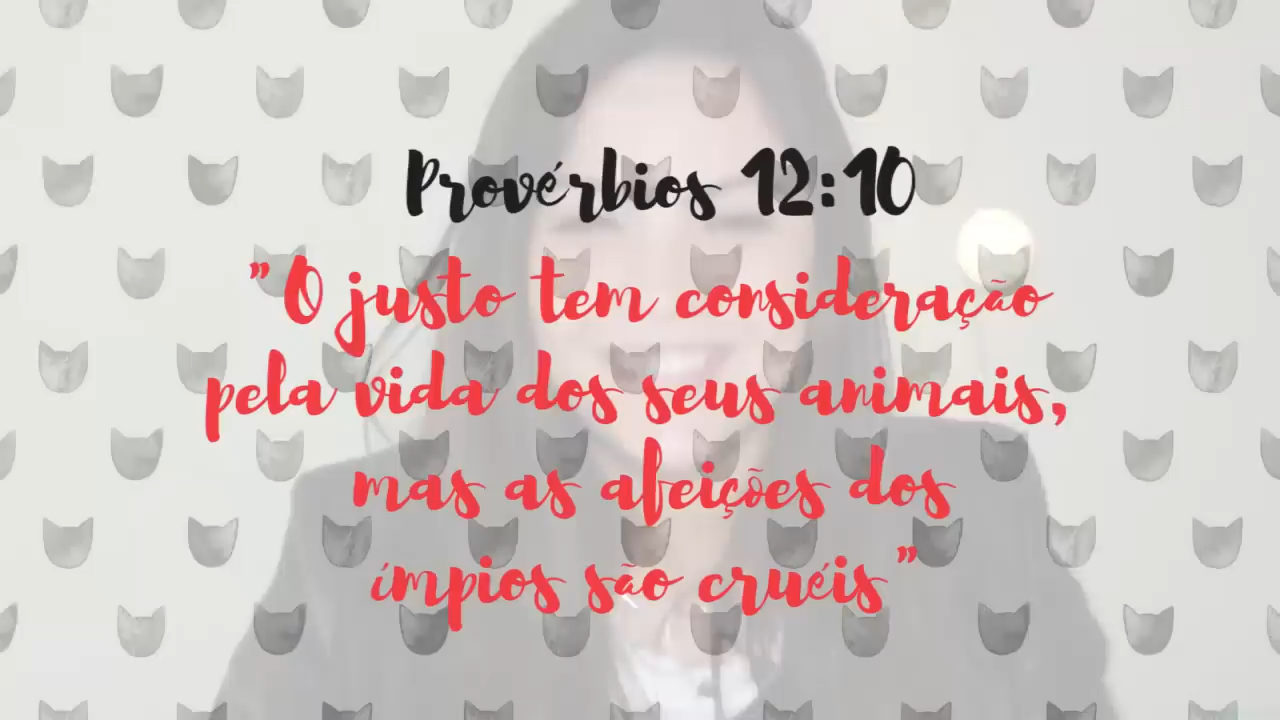 Provérbios 12:10
"O justo tem consideração
pela vida dos seus animais,
mas as afeições dos
ímpios são cruéis"